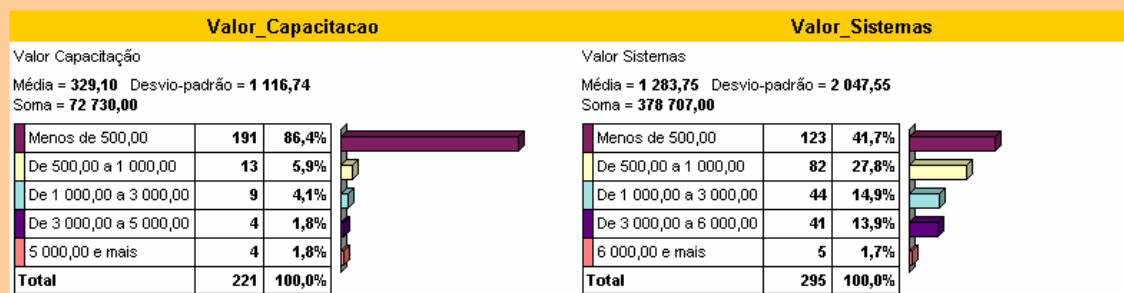 Valor_Capacitacao
Valor Capacitação
Média = 329,10 Desvio-padrão = 1 116,74
Soma = 72 730,00
Menos de 500,00 191 86,4%
De 500,00 a 1 000,00 13 5,9%
De 1 000,00 a 3 000,00 9 4,1%
De 3 000,00 a 5 000,00 4 1,8%
5 000,00 e mais 4 1,8%
Total 221 100,0%
Valor_Sistemas
Valor Sistemas
Média = 1 283,75 Desvio-padrão = 2 047,55
Soma = 378 707,00
Menos de 500,00 123 41,7%
De 500,00 a 1 000,00 82 27,8%
De 1 000,00 a 3 000,00 44 14,9%
De 3 000,00 a 6 000,00 41 13,9%
6 000,00 e mais 5 1,7%
Total 295 100,0%